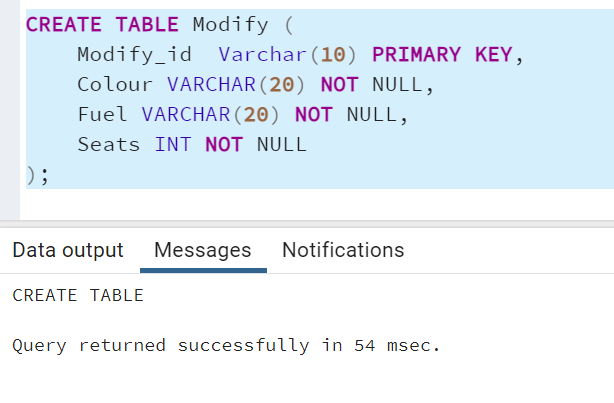 CREATE TABLE Modify (
    Modify_id  Varchar(10) PRIMARY KEY,
    Colour VARCHAR(20) NOT NULL,
    Fuel VARCHAR(20) NOT NULL,
    Seats INT NOT NULL
);
Data output Messages Notifications
CREATE TABLE
Query returned successfully in 54 msec.